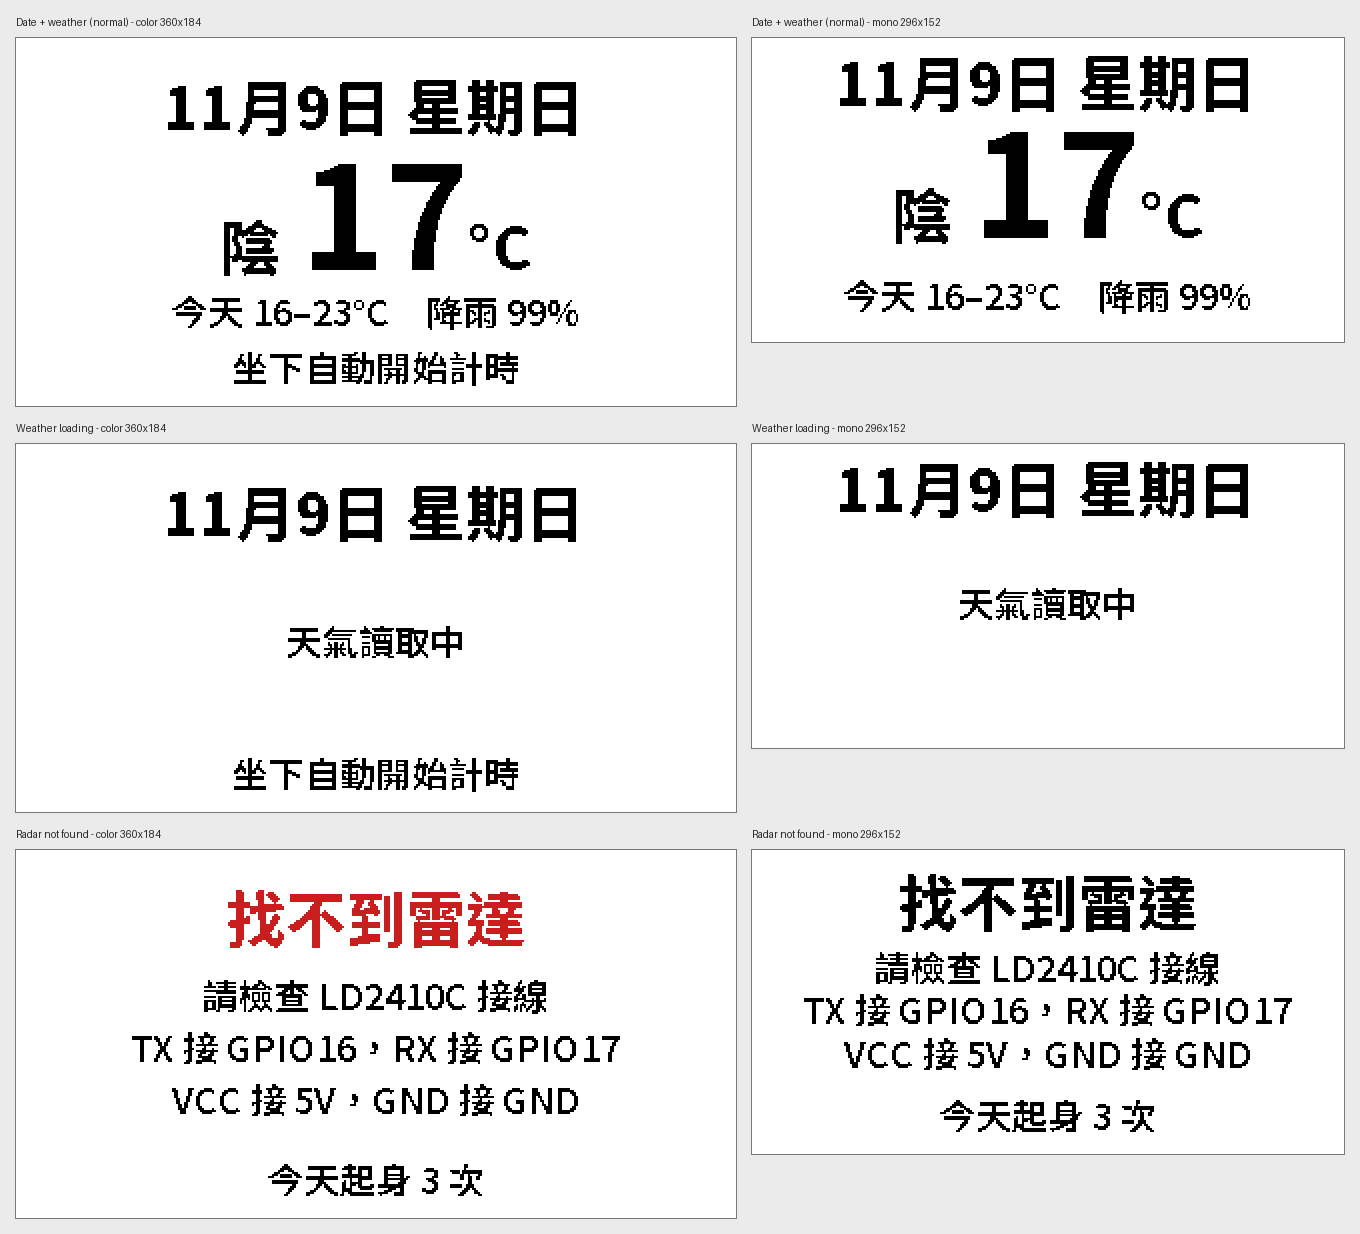 Date + weather (normal) - color 360x184
11月9日 星期日
陰 17°C
今天 16–23°C 降雨 99%
坐下自動開始計時
Date + weather (normal) - mono 296x152
11月9日 星期日
陰 17°C
今天 16–23°C 降雨 99%
Weather loading - color 360x184
11月9日 星期日
天氣讀取中
坐下自動開始計時
Weather loading - mono 296x152
11月9日 星期日
天氣讀取中
Radar not found - color 360x184
找不到雷達
請檢查 LD2410C 接線
TX 接 GPIO16，RX 接 GPIO17
VCC 接 5V，GND 接 GND
今天起身 3 次
Radar not found - mono 296x152
找不到雷達
請檢查 LD2410C 接線
TX 接 GPIO16，RX 接 GPIO17
VCC 接 5V，GND 接 GND
今天起身 3 次